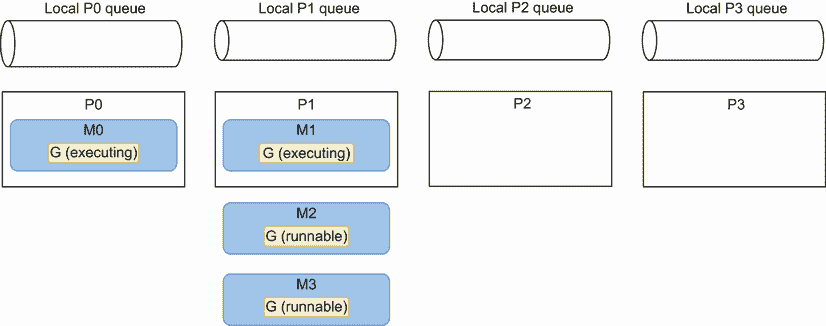 Local P0 queue
Local P1 queue
Local P2 queue
Local P3 queue
P0
M0
G (executing)
P1
M1
G (executing)
M2
G (runnable)
M3
G (runnable)
P2
P3